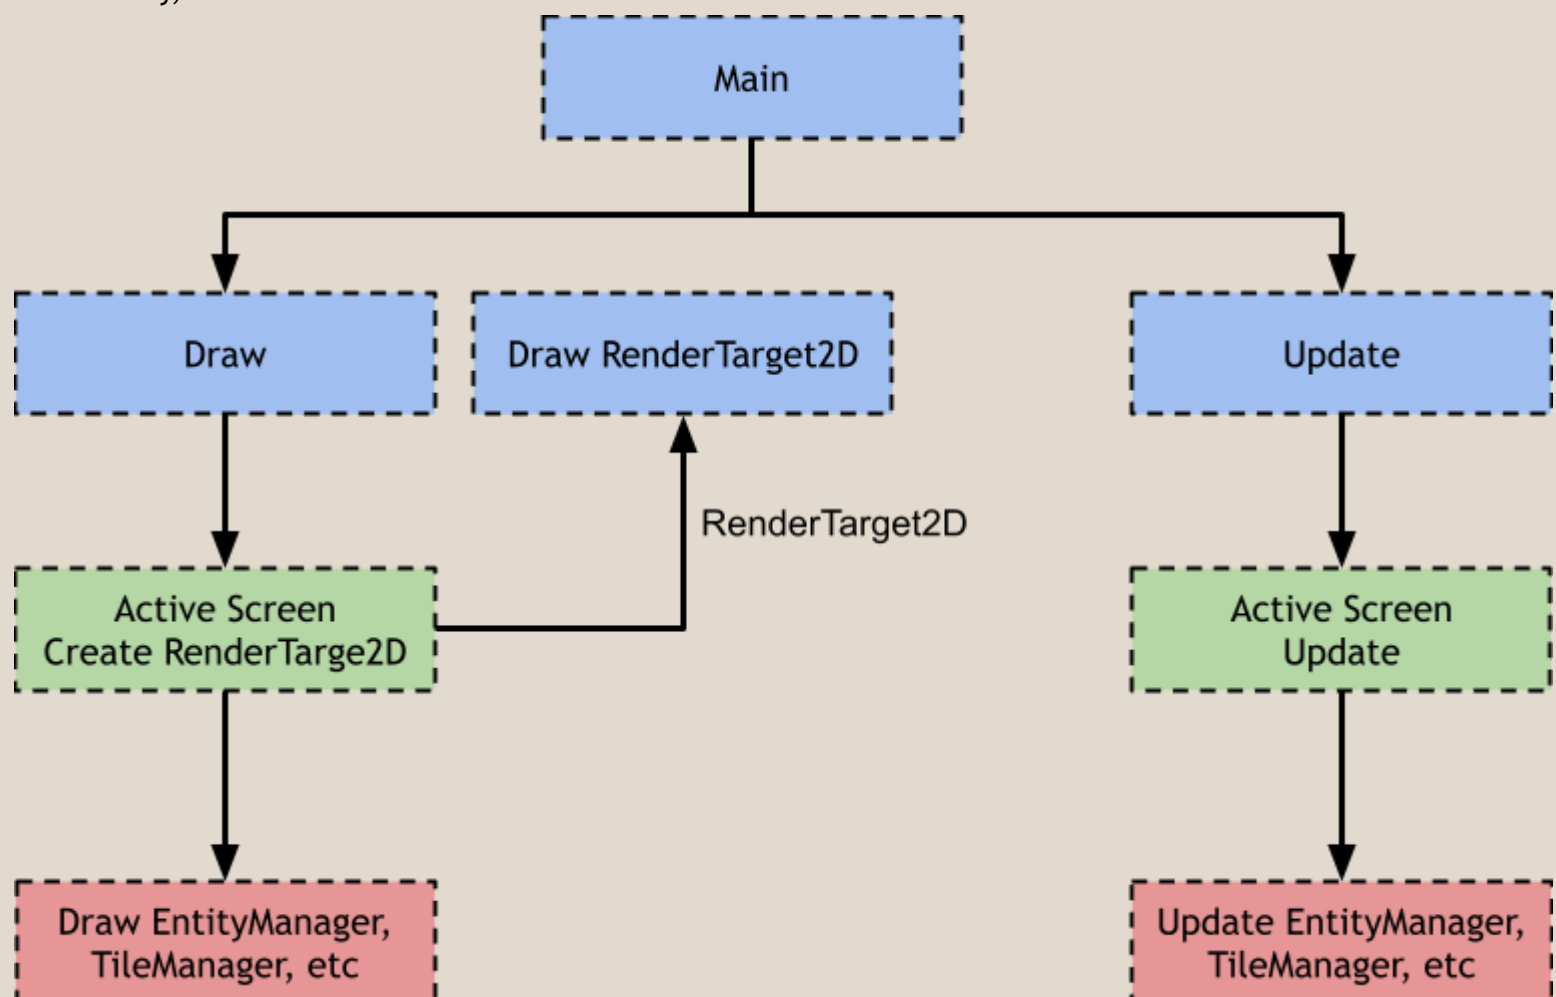 Main
Draw
Draw RenderTarget2D
Update
RenderTarget2D
Active Screen
Create RenderTarge2D
Active Screen
Update
Draw EntityManager,
TileManager, etc
Update EntityManager,
TileManager, etc